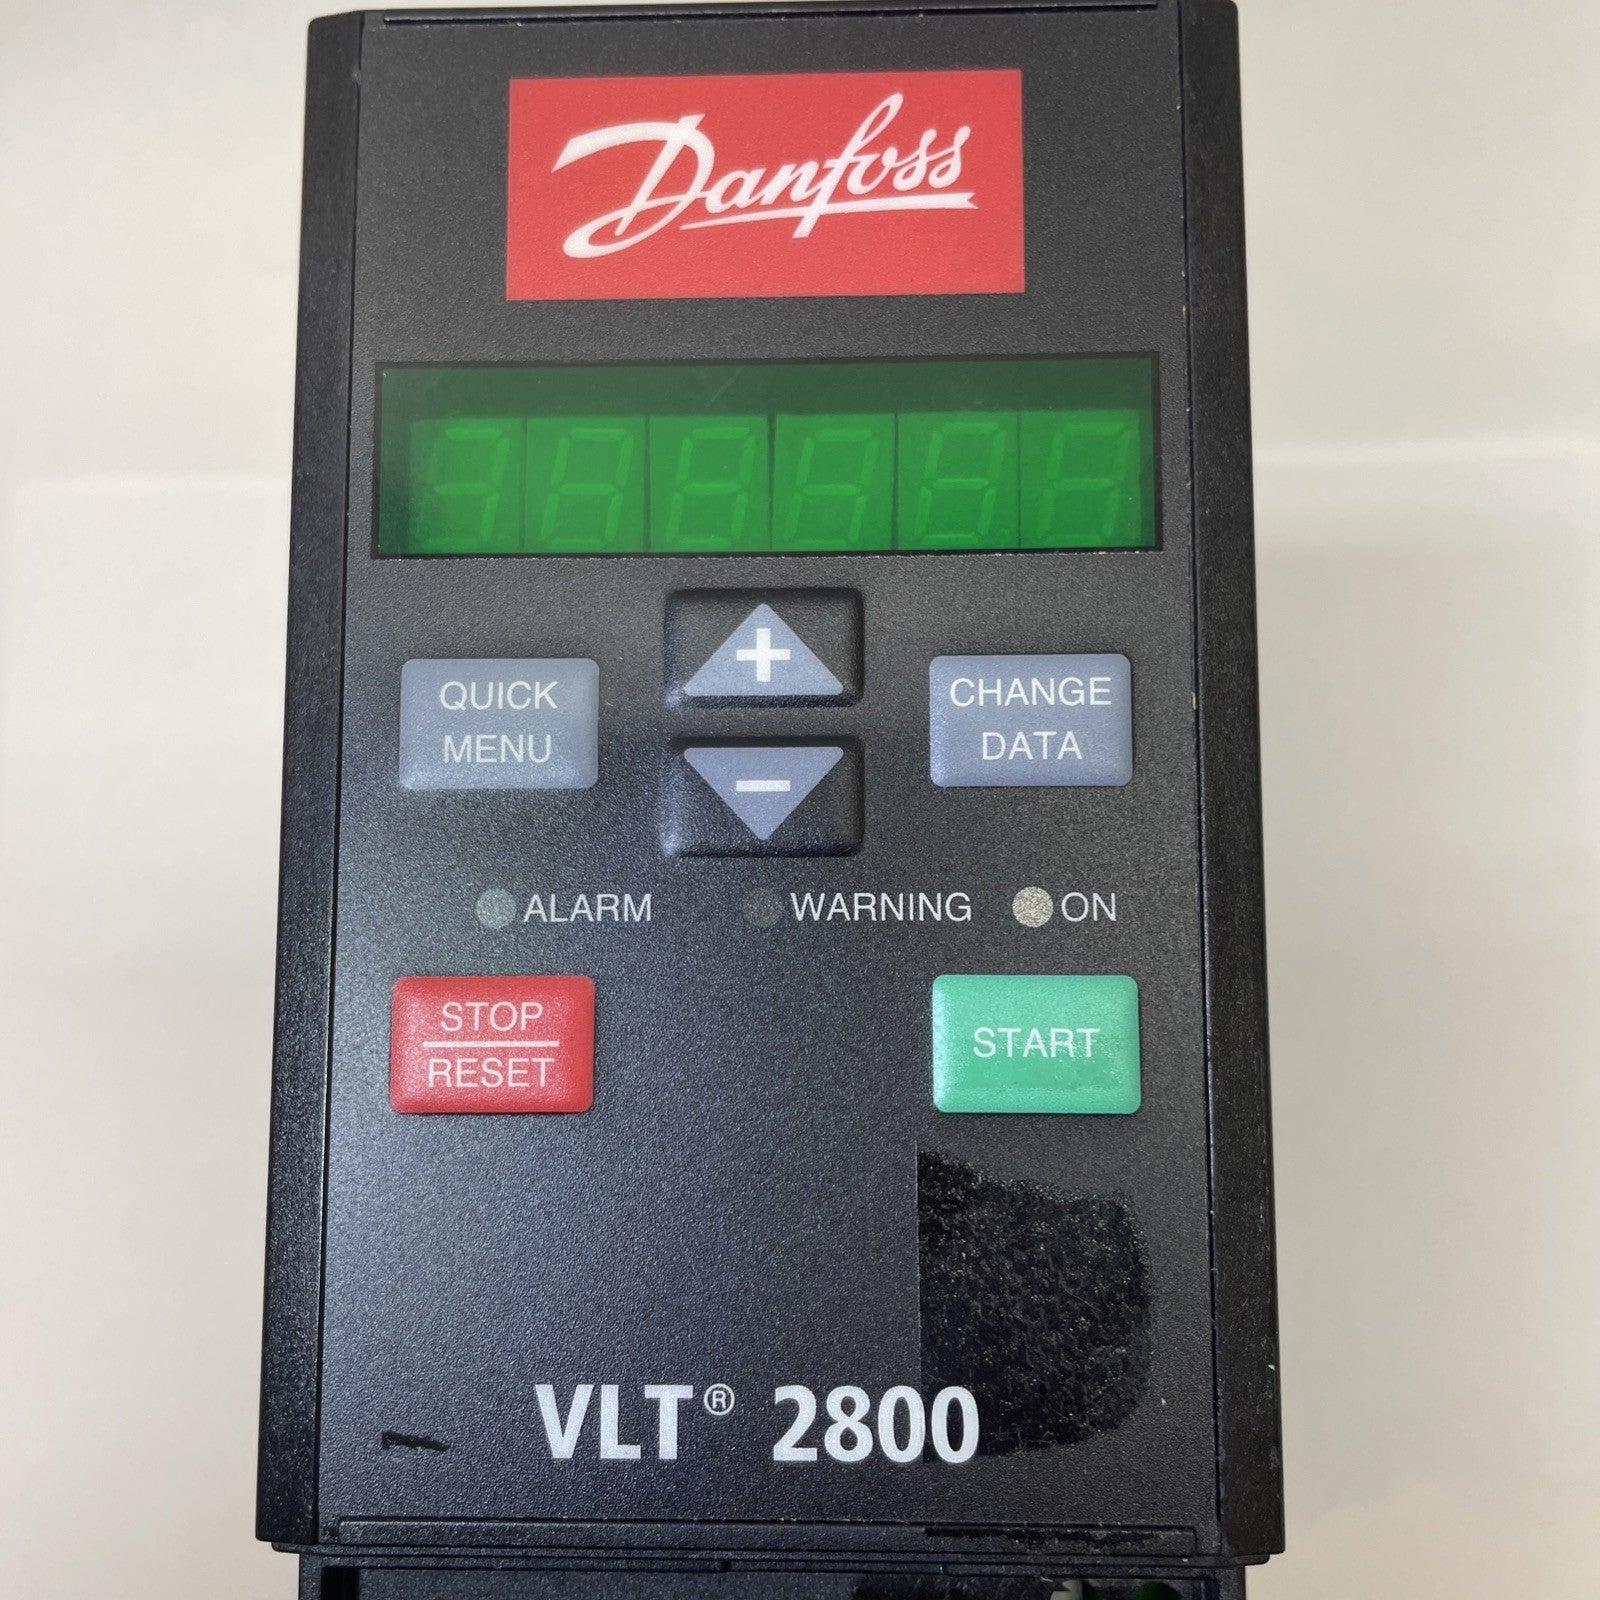 Danfoss
+
QUICK
MENU
CHANGE
DATA
−
ALARM WARNING ON
STOP
RESET
START
VLT® 2800